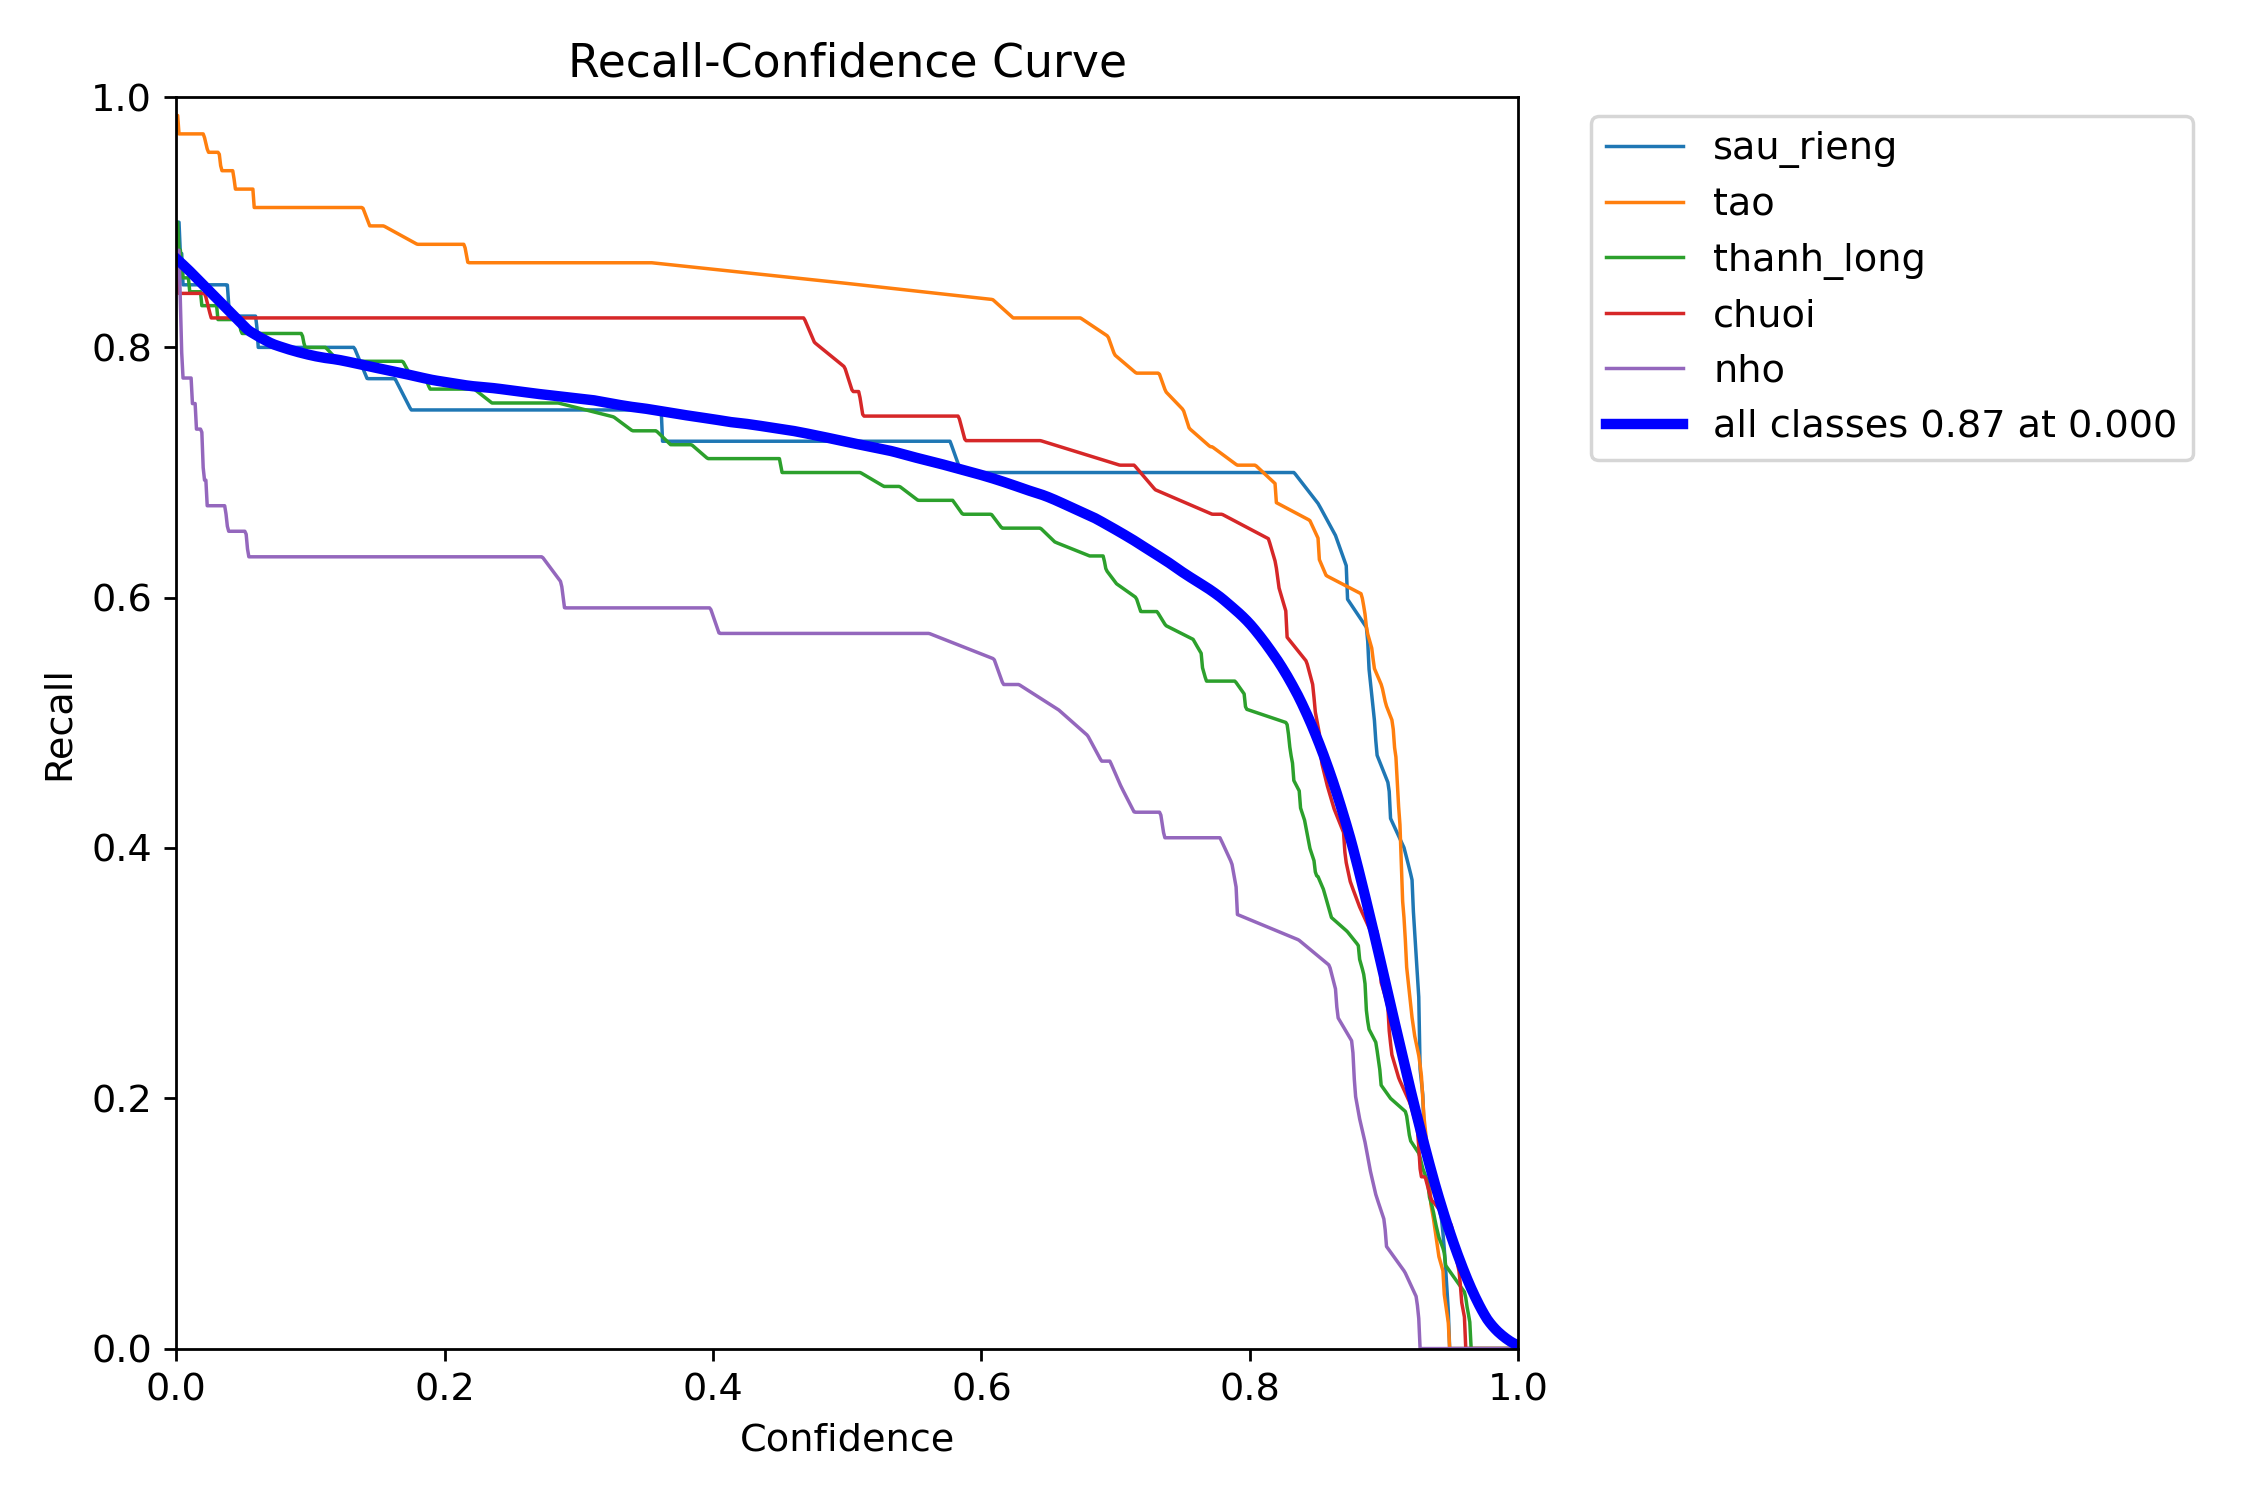 Recall-Confidence Curve
1.0
0.8
0.6
0.4
0.2
0.0
Recall
0.0 0.2 0.4 0.6 0.8 1.0
Confidence
sau_rieng
tao
thanh_long
chuoi
nho
all classes 0.87 at 0.000